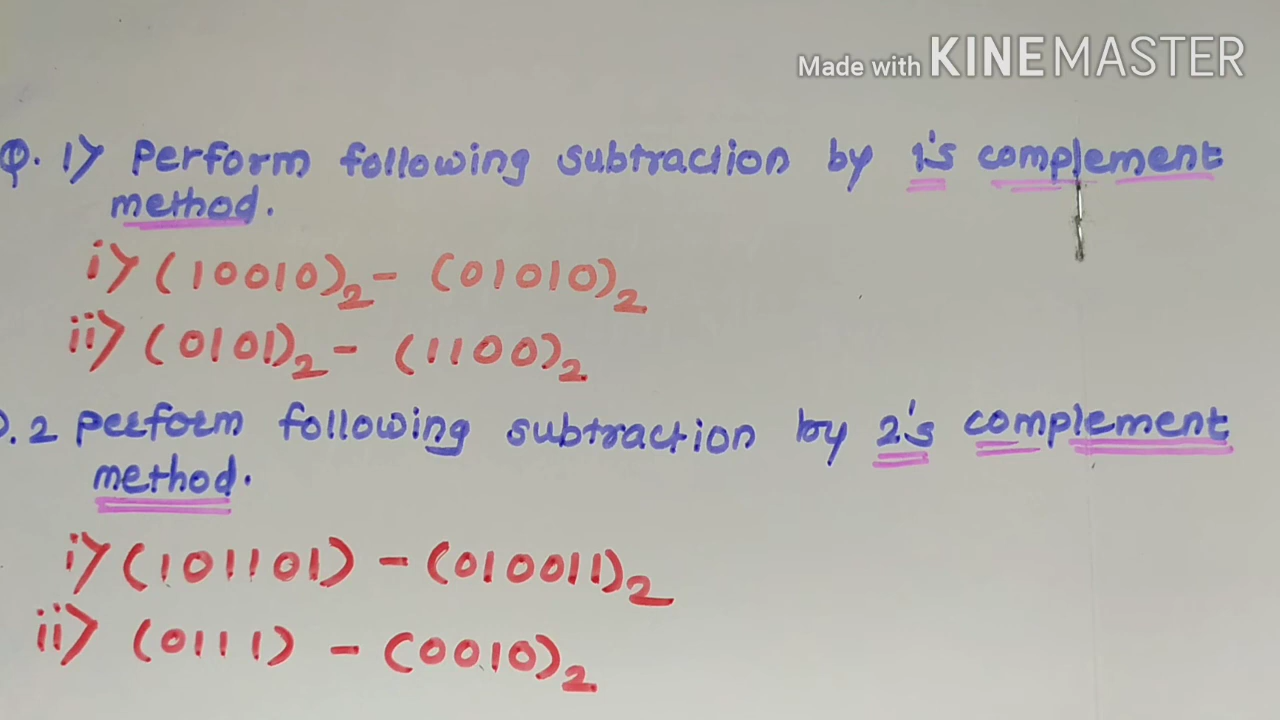 Made with KINEMASTER
Q. 1> Perform following subtraction by 1's complement
method.
i> (10010)₂ - (01010)₂
ii> (0101)₂ - (1100)₂
Q. 2 Perform following subtraction by 2's complement
method.
i> (101101) - (010011)₂
ii> (0111) - (0010)₂